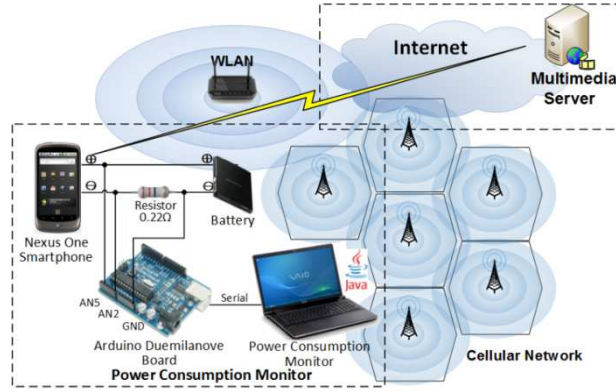 WLAN
Internet
Multimedia
Server
Resistor
0.22Ω
Battery
Nexus One
Smartphone
Java
AN5
AN2
GND
Serial
Arduino Duemilanove
Board
Power Consumption
Monitor
Power Consumption Monitor
Cellular Network